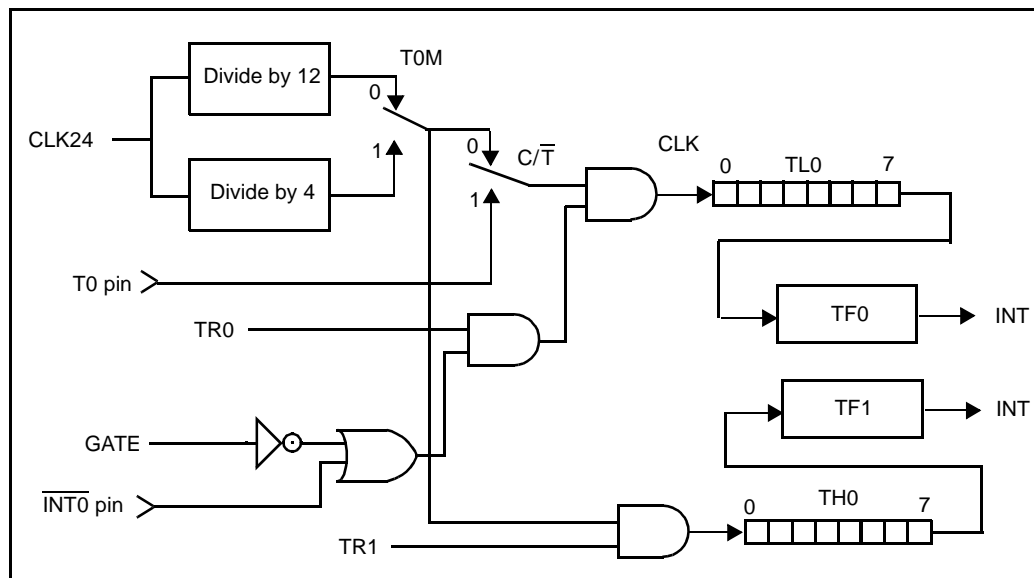 T0M
Divide by 12
0
CLK24
1
0
C/T̅
CLK
0 TL0 7
Divide by 4
1
T0 pin
TR0
TF0 INT
TF1 INT
GATE
I̅N̅T̅0̅ pin
0 TH0 7
TR1